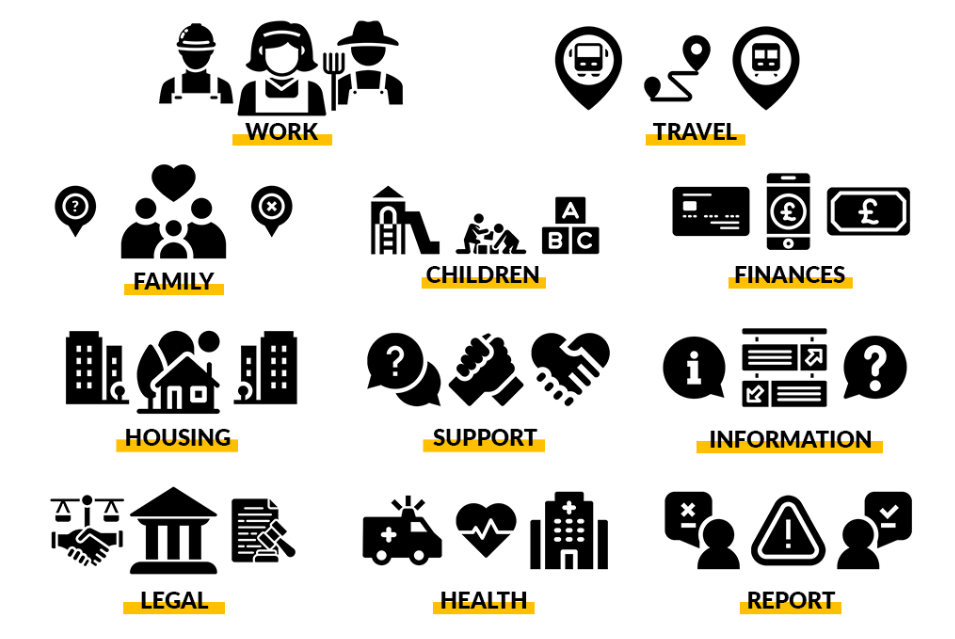 WORK
TRAVEL
?
FAMILY
A
B C
CHILDREN
£
£
FINANCES
HOUSING
?
SUPPORT
i
?
INFORMATION
LEGAL
HEALTH
!
REPORT